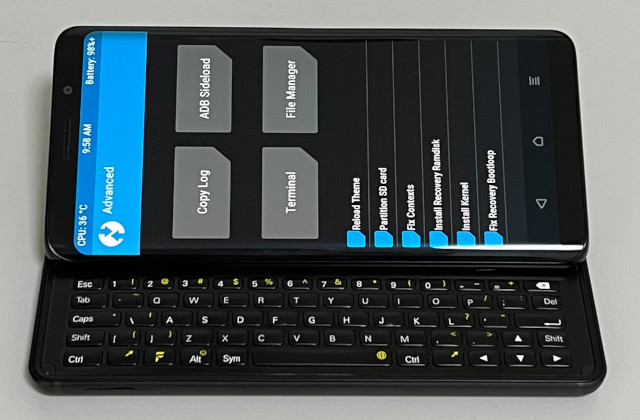 CPU: 36 °C
9:58 AM
Battery: 98%+
Advanced
Copy Log
ADB Sideload
Terminal
File Manager
Reload Theme
Partition SD card
Fix Contexts
Install Recovery Ramdisk
Install Kernel
Fix Recovery Bootloop
Esc 1 ! 2 @ 3 # 4 $ 5 % 6 ^ 7 & 8 * 9 ( 0 ) - _ = +
Tab Q W E R T Y U I O P / ; : Del
Caps \ A S D F G H J K L ? ' "
Shift [ { ] } Z X C V B N M , < . > Shift
Ctrl Alt Sym Ctrl